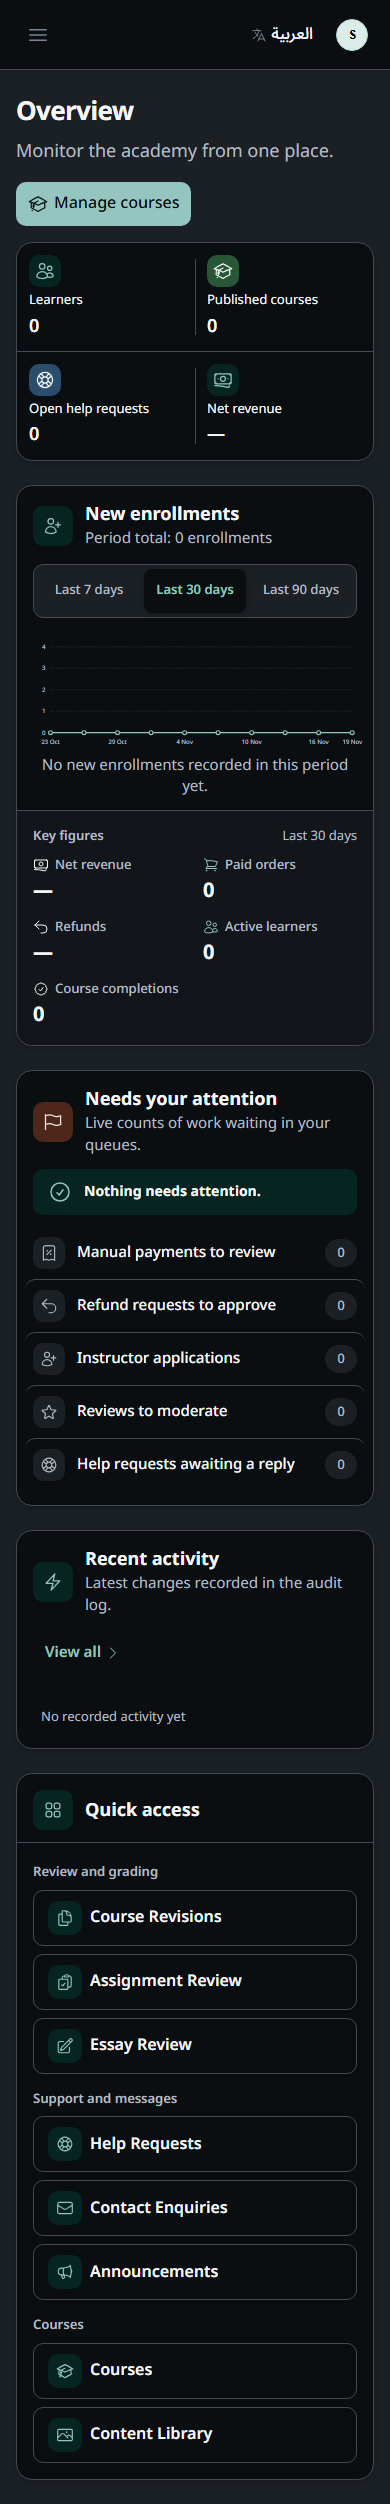 العربية
S
Overview
Monitor the academy from one place.
Manage courses
Learners
0
Published courses
0
Open help requests
0
Net revenue
—
New enrollments
Period total: 0 enrollments
Last 7 days
Last 30 days
Last 90 days
4
3
2
1
0
23 Oct
29 Oct
4 Nov
10 Nov
16 Nov
19 Nov
No new enrollments recorded in this period
yet.
Key figures
Last 30 days
Net revenue
—
Paid orders
0
Refunds
—
Active learners
0
Course completions
0
Needs your attention
Live counts of work waiting in your
queues.
Nothing needs attention.
Manual payments to review
0
Refund requests to approve
0
Instructor applications
0
Reviews to moderate
0
Help requests awaiting a reply
0
Recent activity
Latest changes recorded in the audit
log.
View all
No recorded activity yet
Quick access
Review and grading
Course Revisions
Assignment Review
Essay Review
Support and messages
Help Requests
Contact Enquiries
Announcements
Courses
Courses
Content Library